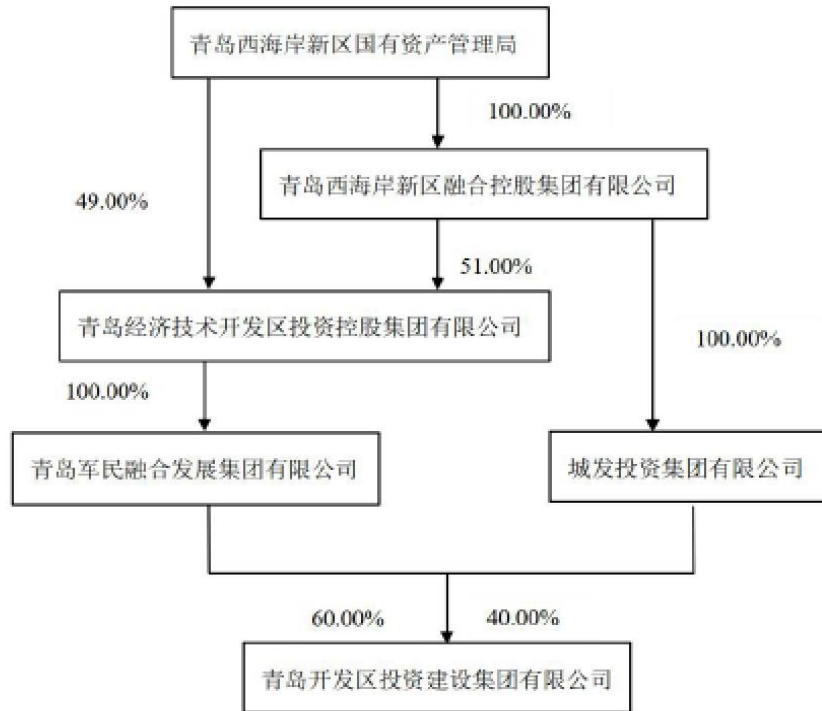 青岛西海岸新区国有资产管理局
100.00%
青岛西海岸新区融合控股集团有限公司
49.00%
51.00%
青岛经济技术开发区投资控股集团有限公司
100.00%
100.00%
青岛军民融合发展集团有限公司
城发投资集团有限公司
60.00%
40.00%
青岛开发区投资建设集团有限公司